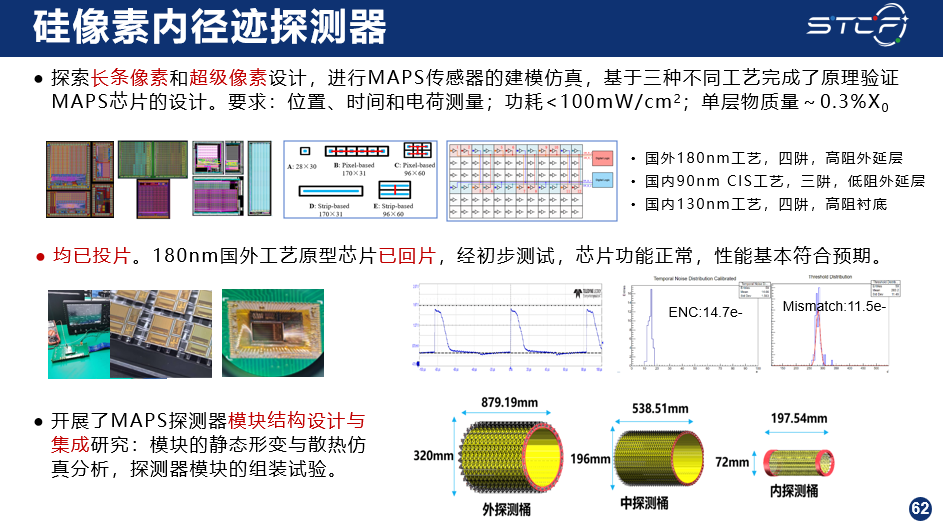 硅像素内径迹探测器
STCF
● 探索长条像素和超级像素设计，进行MAPS传感器的建模仿真，基于三种不同工艺完成了原理验证
MAPS芯片的设计。要求：位置、时间和电荷测量；功耗<100mW/cm²；单层物质量～0.3%X₀
A: 28×30
B: Pixel-based
170×31
C: Pixel-based
96×60
D: Strip-based
170×31
E: Strip-based
96×60
• 国外180nm工艺，四阱，高阻外延层
• 国内90nm CIS工艺，三阱，低阻外延层
• 国内130nm工艺，四阱，高阻衬底
● 均已投片。180nm国外工艺原型芯片已回片，经初步测试，芯片功能正常，性能基本符合预期。
Temporal Noise Distribution Calibrated
ENC:14.7e-
Threshold Distribution
Mismatch:11.5e-
● 开展了MAPS探测器模块结构设计与
集成研究：模块的静态形变与散热仿
真分析，探测器模块的组装试验。
879.19mm
320mm
外探测桶
538.51mm
196mm
中探测桶
197.54mm
72mm
内探测桶
62